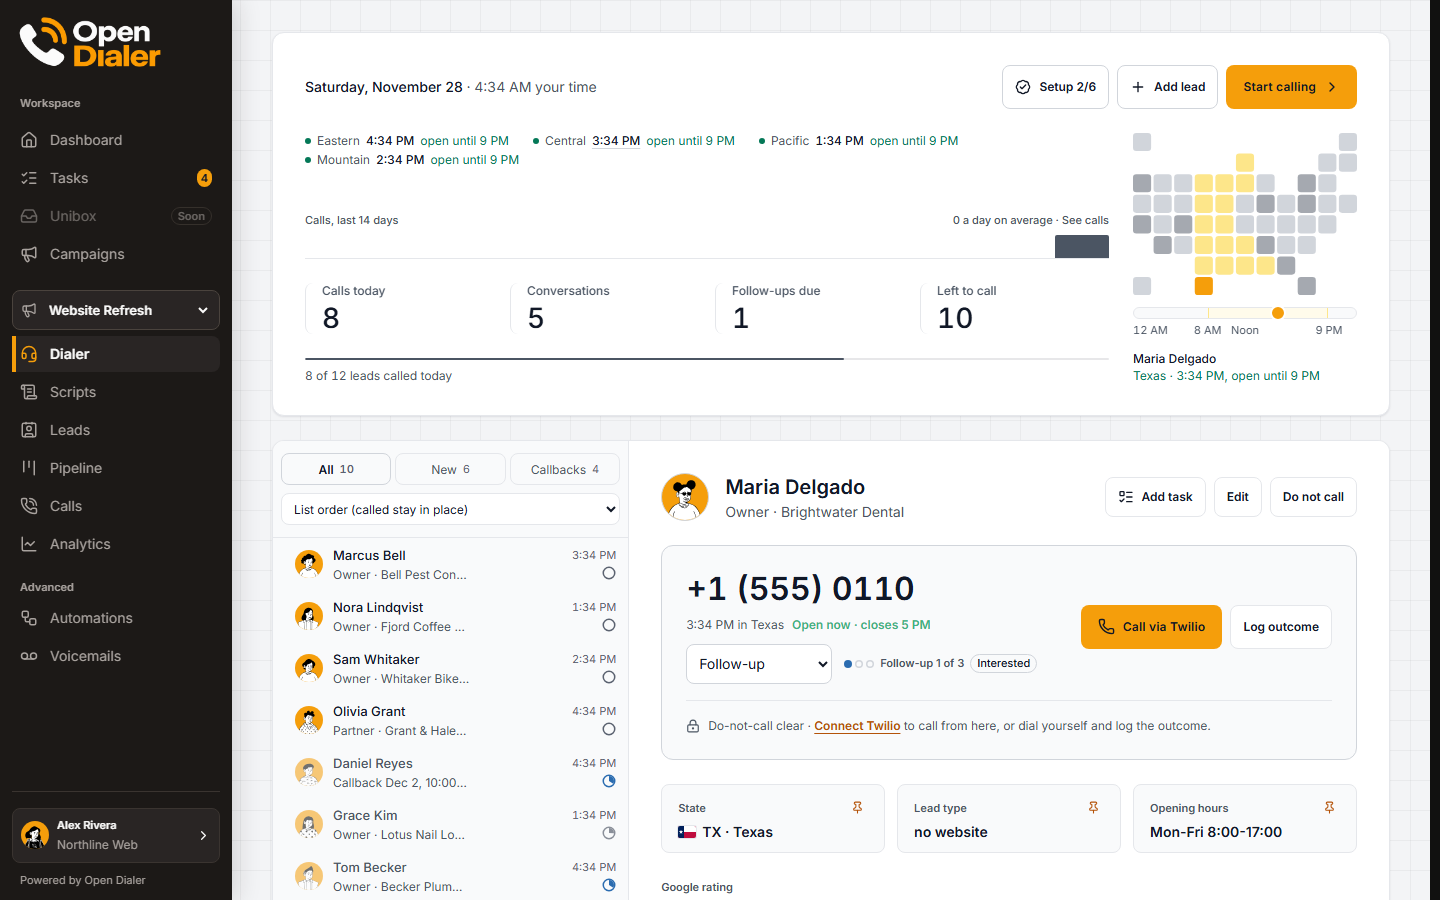 Open
Dialer
Workspace
Dashboard
Tasks
4
Unibox
Soon
Campaigns
Website Refresh
Dialer
Scripts
Leads
Pipeline
Calls
Analytics
Advanced
Automations
Voicemails
Alex Rivera
Northline Web
Powered by Open Dialer
Saturday, November 28 · 4:34 AM your time
Setup 2/6
Add lead
Start calling
Eastern 4:34 PM open until 9 PM
Central 3:34 PM open until 9 PM
Pacific 1:34 PM open until 9 PM
Mountain 2:34 PM open until 9 PM
Calls, last 14 days
0 a day on average · See calls
Calls today
8
Conversations
5
Follow-ups due
1
Left to call
10
8 of 12 leads called today
12 AM 8 AM Noon 9 PM
Maria Delgado
Texas · 3:34 PM, open until 9 PM
All 10
New 6
Callbacks 4
List order (called stay in place)
Marcus Bell 3:34 PM
Owner · Bell Pest Con...
Nora Lindqvist 1:34 PM
Owner · Fjord Coffee ...
Sam Whitaker 2:34 PM
Owner · Whitaker Bike...
Olivia Grant 4:34 PM
Partner · Grant & Hale...
Daniel Reyes 4:34 PM
Callback Dec 2, 10:00...
Grace Kim 1:34 PM
Owner · Lotus Nail Lo...
Tom Becker 4:34 PM
Owner · Becker Plum...
Maria Delgado
Owner · Brightwater Dental
Add task
Edit
Do not call
+1 (555) 0110
3:34 PM in Texas Open now · closes 5 PM
Follow-up
Follow-up 1 of 3
Interested
Call via Twilio
Log outcome
Do-not-call clear · Connect Twilio to call from here, or dial yourself and log the outcome.
State
TX · Texas
Lead type
no website
Opening hours
Mon-Fri 8:00-17:00
Google rating